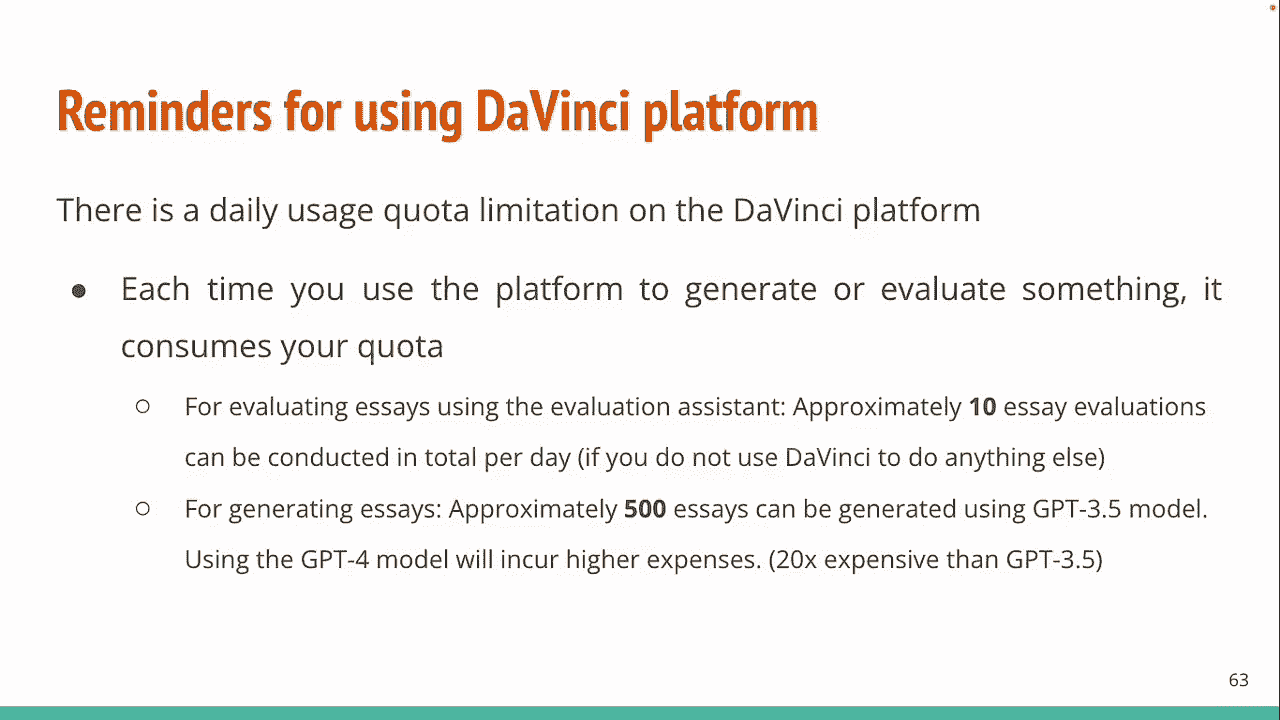 Reminders for using DaVinci platform
There is a daily usage quota limitation on the DaVinci platform
● Each time you use the platform to generate or evaluate something, it
consumes your quota
○ For evaluating essays using the evaluation assistant: Approximately 10 essay evaluations
can be conducted in total per day (if you do not use DaVinci to do anything else)
○ For generating essays: Approximately 500 essays can be generated using GPT-3.5 model.
Using the GPT-4 model will incur higher expenses. (20x expensive than GPT-3.5)
63